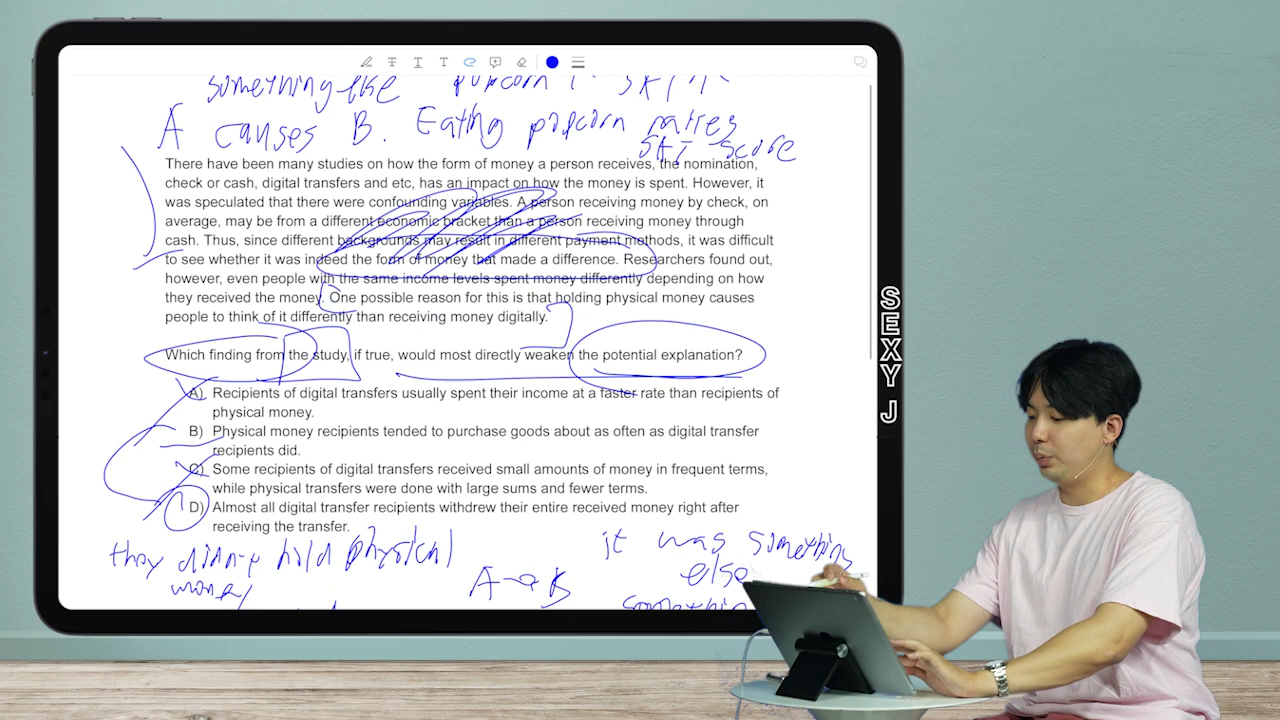 something else popcorn
A causes B. Eating popcorn raties
SKT score
There have been many studies on how the form of money a person receives, the nomination,
check or cash, digital transfers and etc, has an impact on how the money is spent. However, it
was speculated that there were confounding variables. A person receiving money by check, on
average, may be from a different economic bracket than a person receiving money through
cash. Thus, since different backgrounds may result in different payment methods, it was difficult
to see whether it was indeed the form of money that made a difference. Researchers found out,
however, even people with the same income levels spent money differently depending on how
they received the money. One possible reason for this is that holding physical money causes
people to think of it differently than receiving money digitally.
Which finding from the study, if true, would most directly weaken the potential explanation?
A) Recipients of digital transfers usually spent their income at a faster rate than recipients of
physical money.
B) Physical money recipients tended to purchase goods about as often as digital transfer
recipients did.
C) Some recipients of digital transfers received small amounts of money in frequent terms,
while physical transfers were done with large sums and fewer terms.
D) Almost all digital transfer recipients withdrew their entire received money right after
receiving the transfer.
they didn't hold physical
money
it was something
else
A→B
somethin
SEXY J